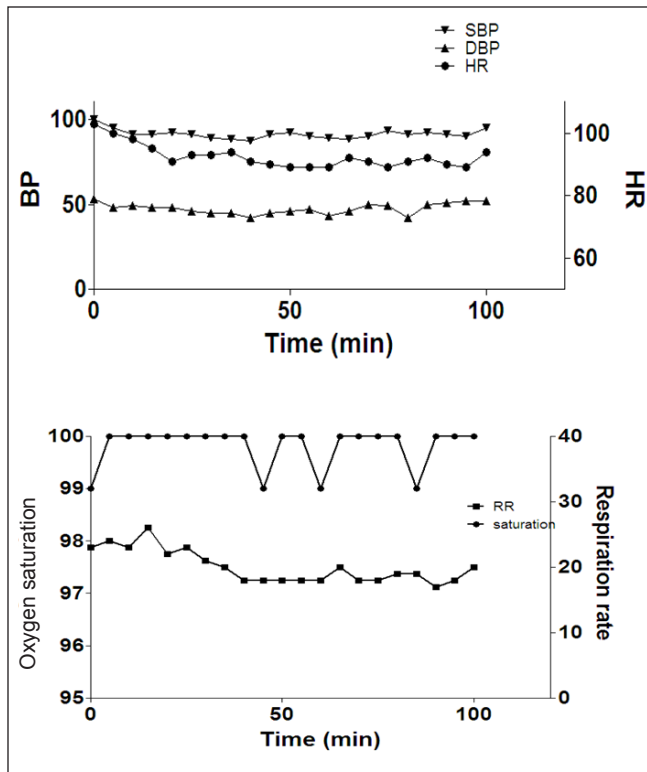 SBP
DBP
HR
100
50
0
BP
100
80
60
HR
0
50
100
Time (min)
100
99
98
97
96
95
Oxygen saturation
RR
saturation
40
30
20
10
0
Respiration rate
0
50
100
Time (min)